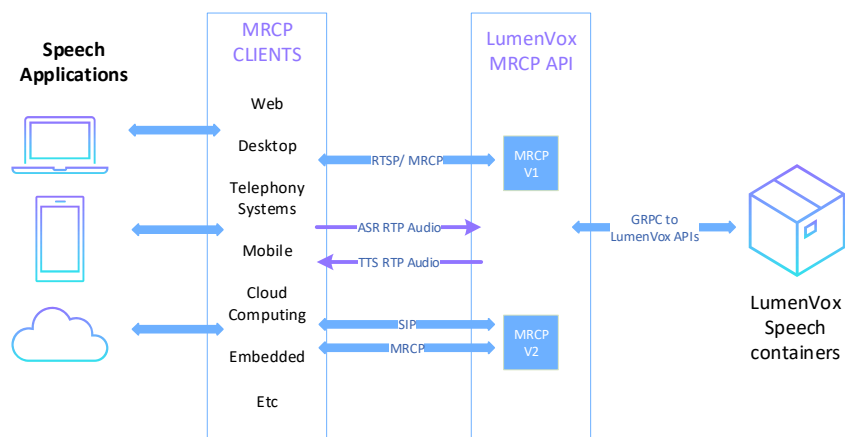 Speech
Applications
MRCP
CLIENTS
Web
Desktop
Telephony
Systems
Mobile
Cloud
Computing
Embedded
Etc
RTSP/ MRCP
ASR RTP Audio
TTS RTP Audio
SIP
MRCP
LumenVox
MRCP API
MRCP
V1
MRCP
V2
GRPC to
LumenVox APIs
LumenVox
Speech
containers